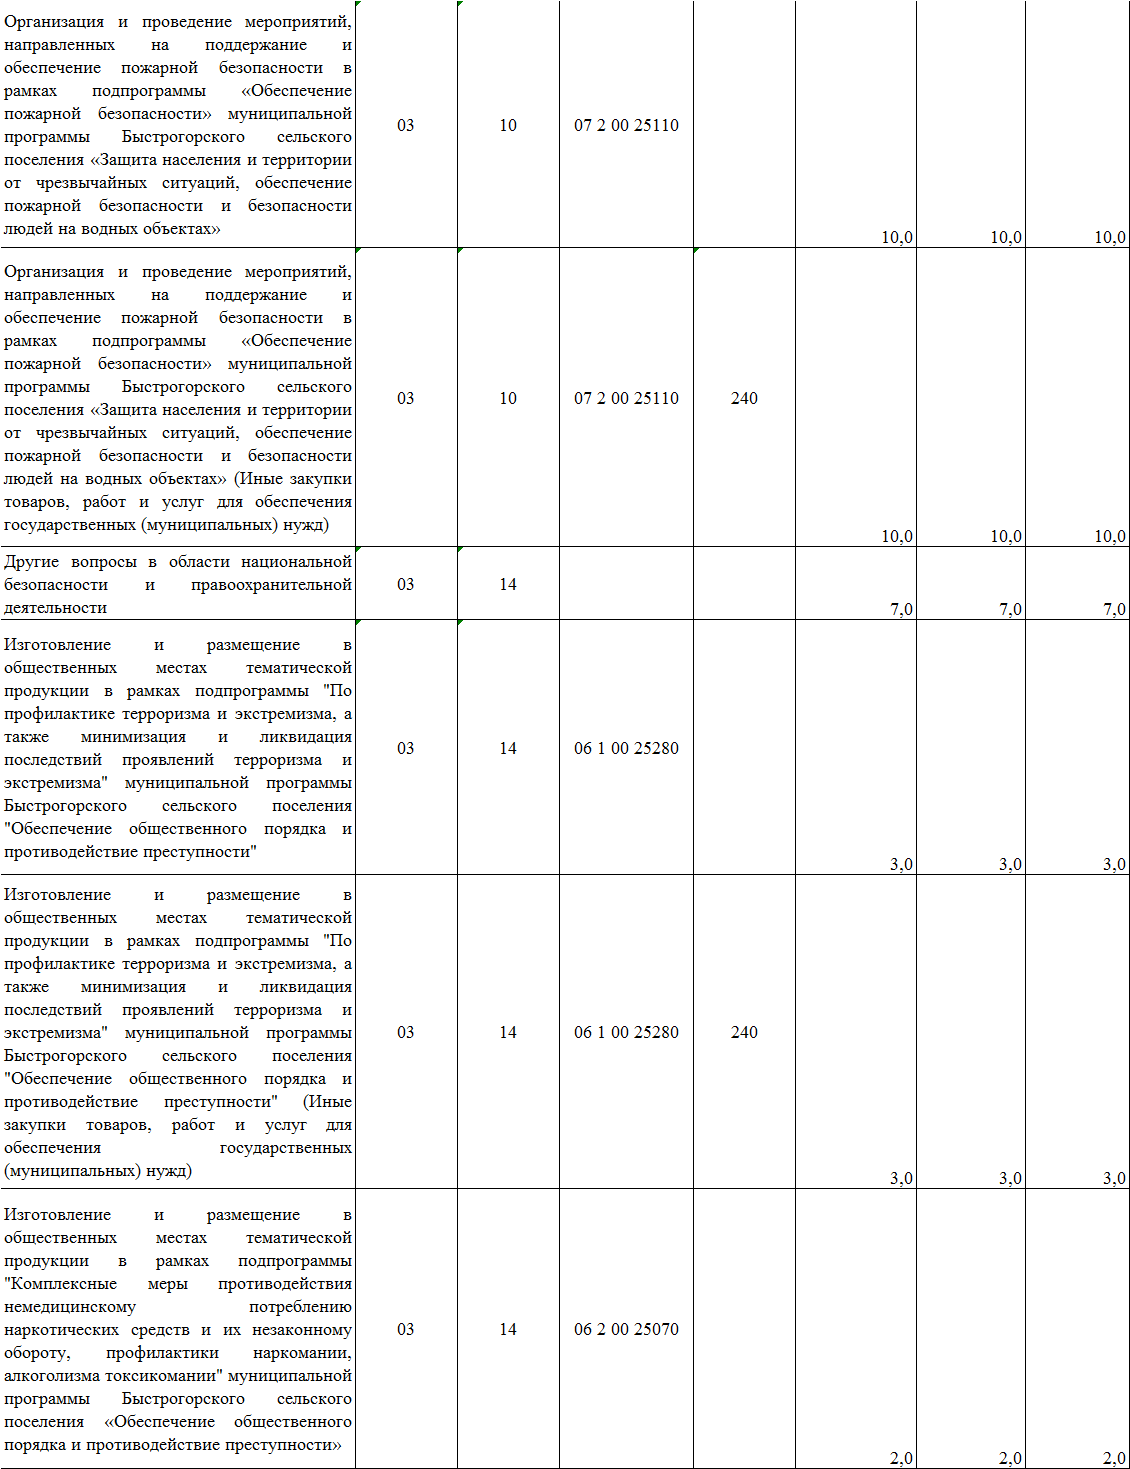 Организация и проведение мероприятий,
направленных на поддержание и
обеспечение пожарной безопасности в
рамках подпрограммы «Обеспечение
пожарной безопасности» муниципальной
программы Быстрогорского сельского
поселения «Защита населения и территории
от чрезвычайных ситуаций, обеспечение
пожарной безопасности и безопасности
людей на водных объектах»
03 10 07 2 00 25110 10,0 10,0 10,0
Организация и проведение мероприятий,
направленных на поддержание и
обеспечение пожарной безопасности в
рамках подпрограммы «Обеспечение
пожарной безопасности» муниципальной
программы Быстрогорского сельского
поселения «Защита населения и территории
от чрезвычайных ситуаций, обеспечение
пожарной безопасности и безопасности
людей на водных объектах» (Иные закупки
товаров, работ и услуг для обеспечения
государственных (муниципальных) нужд)
03 10 07 2 00 25110 240 10,0 10,0 10,0
Другие вопросы в области национальной
безопасности и правоохранительной
деятельности
03 14 7,0 7,0 7,0
Изготовление и размещение в
общественных местах тематической
продукции в рамках подпрограммы "По
профилактике терроризма и экстремизма, а
также минимизация и ликвидация
последствий проявлений терроризма и
экстремизма" муниципальной программы
Быстрогорского сельского поселения
"Обеспечение общественного порядка и
противодействие преступности"
03 14 06 1 00 25280 3,0 3,0 3,0
Изготовление и размещение в
общественных местах тематической
продукции в рамках подпрограммы "По
профилактике терроризма и экстремизма, а
также минимизация и ликвидация
последствий проявлений терроризма и
экстремизма" муниципальной программы
Быстрогорского сельского поселения
"Обеспечение общественного порядка и
противодействие преступности" (Иные
закупки товаров, работ и услуг для
обеспечения государственных
(муниципальных) нужд)
03 14 06 1 00 25280 240 3,0 3,0 3,0
Изготовление и размещение в
общественных местах тематической
продукции в рамках подпрограммы
"Комплексные меры противодействия
немедицинскому потреблению
наркотических средств и их незаконному
обороту, профилактики наркомании,
алкоголизма токсикомании" муниципальной
программы Быстрогорского сельского
поселения «Обеспечение общественного
порядка и противодействие преступности»
03 14 06 2 00 25070 2,0 2,0 2,0